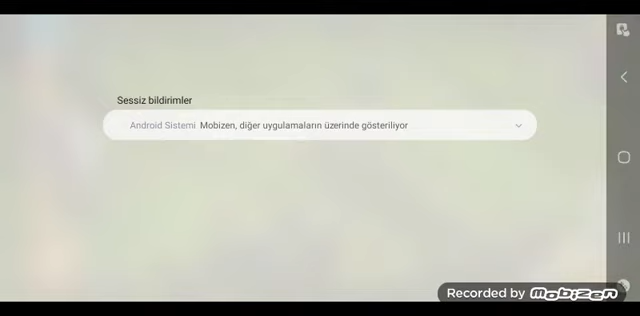 Sessiz bildirimler
Android Sistemi Mobizen, diğer uygulamaların üzerinde gösteriliyor
Recorded by Mobizen